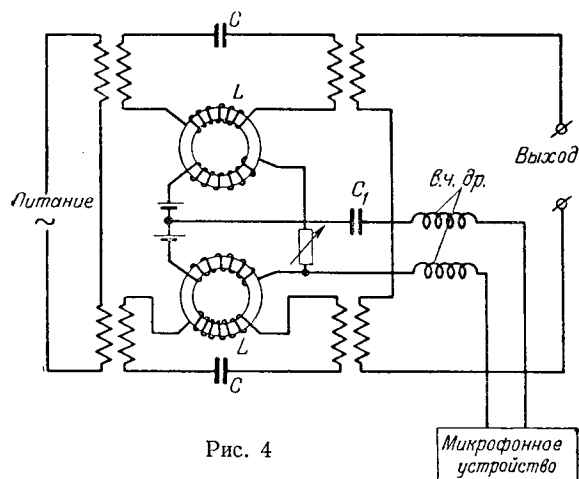 C
L
Питание
~
C₁
в.ч. др.
Выход
L
C
Рис. 4
Микрофонное
устройство